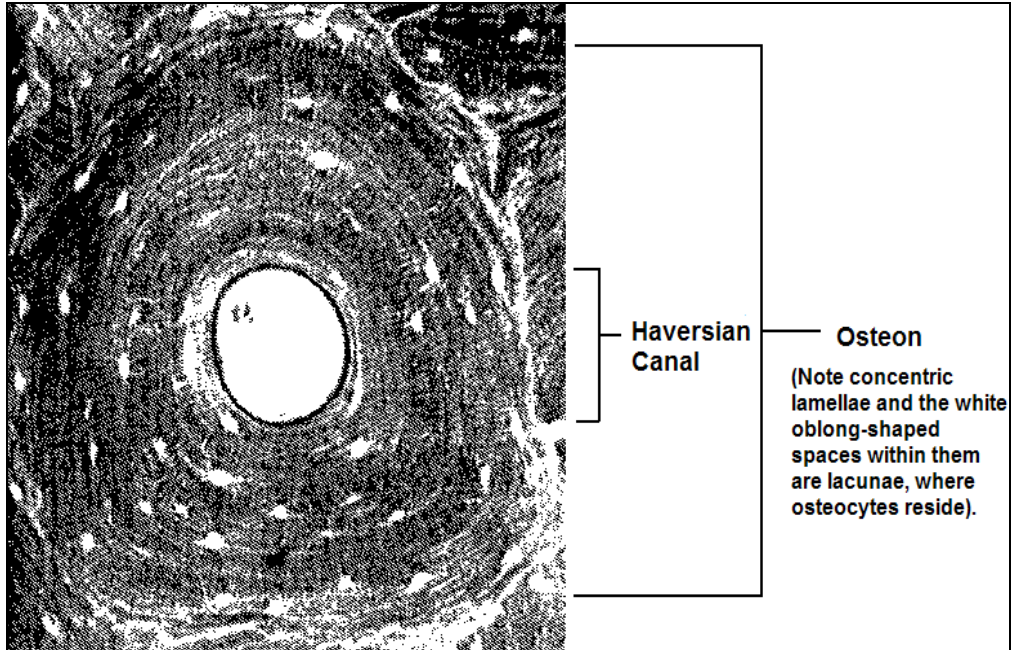 Haversian
Canal
Osteon
(Note concentric
lamellae and the white
oblong-shaped
spaces within them
are lacunae, where
osteocytes reside).